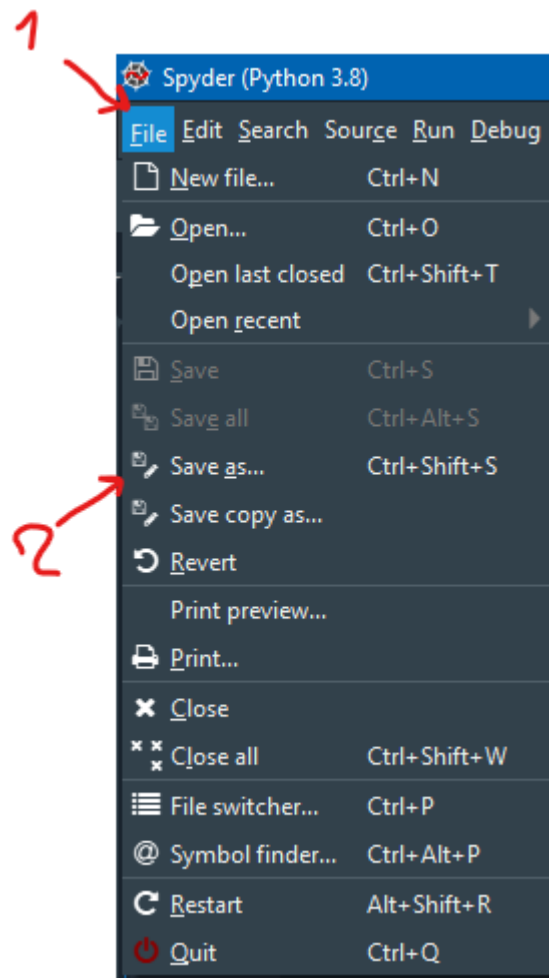 1
Spyder (Python 3.8)
File Edit Search Source Run Debug
New file... Ctrl+N
Open... Ctrl+O
Open last closed Ctrl+Shift+T
Open recent
Save Ctrl+S
Save all Ctrl+Alt+S
Save as... Ctrl+Shift+S
2
Save copy as...
Revert
Print preview...
Print...
Close
Close all Ctrl+Shift+W
File switcher... Ctrl+P
@ Symbol finder... Ctrl+Alt+P
Restart Alt+Shift+R
Quit Ctrl+Q